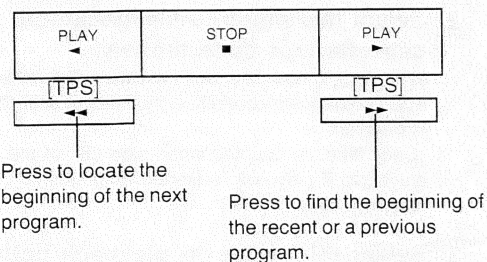 PLAY STOP PLAY
◄ ■ ►
[TPS] [TPS]
◄◄ ►►
Press to locate the
beginning of the next
program.
Press to find the beginning of
the recent or a previous
program.